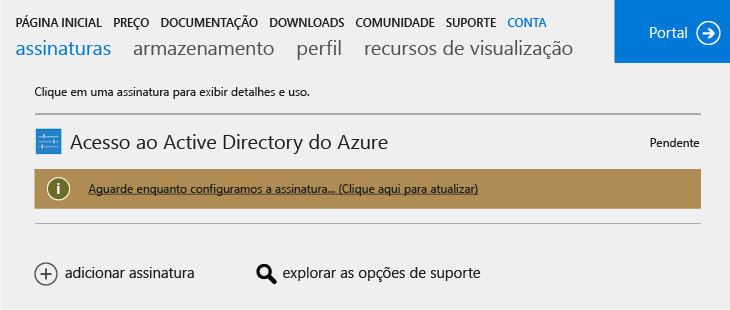 PÁGINA INICIAL PREÇO DOCUMENTAÇÃO DOWNLOADS COMUNIDADE SUPORTE CONTA
assinaturas armazenamento perfil recursos de visualização
Portal
Clique em uma assinatura para exibir detalhes e uso.
Acesso ao Active Directory do Azure
Pendente
Aguarde enquanto configuramos a assinatura... (Clique aqui para atualizar)
adicionar assinatura
explorar as opções de suporte